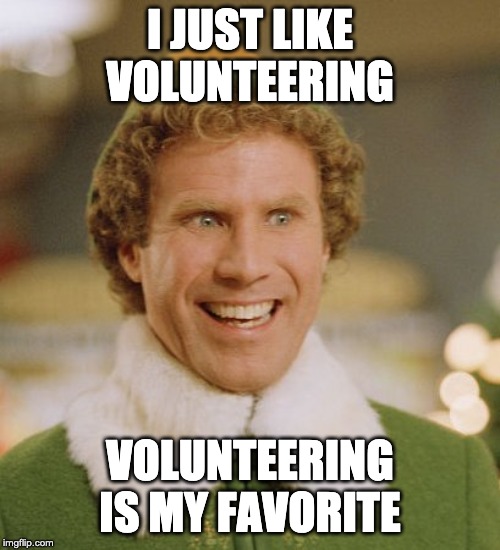 I JUST LIKE
VOLUNTEERING
VOLUNTEERING
IS MY FAVORITE
imgflip.com